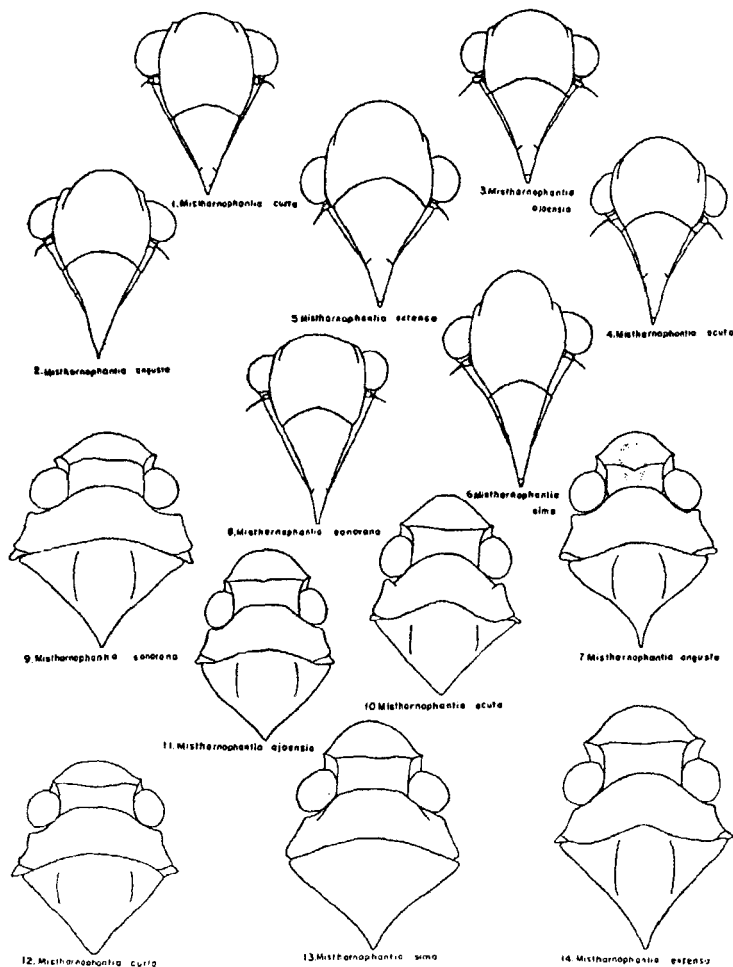 1. Mistharnophantia curta
3. Mistharnophantia
ajoensis
5. Mistharnophantia extensa
4. Mistharnophantia acuta
2. Mistharnophantia angusta
6. Mistharnophantia
sima
8. Mistharnophantia sonorana
9. Mistharnophantia sonorana
7. Mistharnophantia angusta
10. Mistharnophantia acuta
11. Mistharnophantia ajoensis
12. Mistharnophantia curta
13. Mistharnophantia sima
14. Mistharnophantia extensa